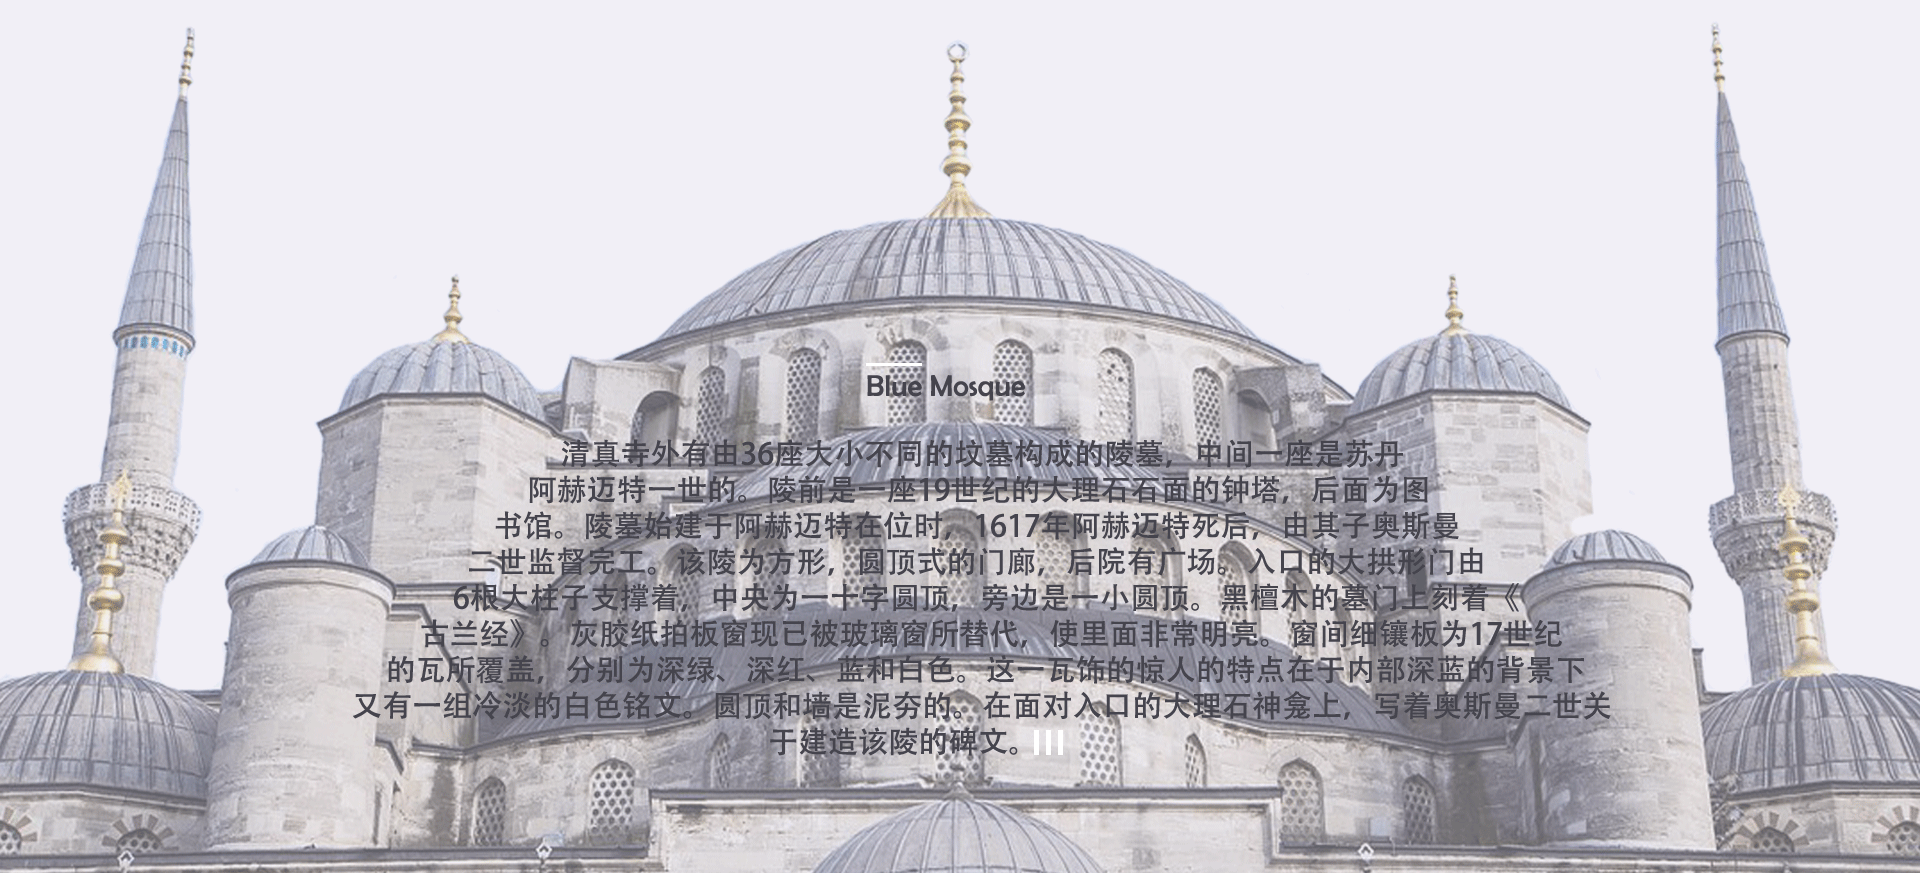 Blue Mosque
清真寺外有由36座大小不同的坟墓构成的陵墓，中间一座是苏丹
阿赫迈特一世的。陵前是一座19世纪的大理石石面的钟塔，后面为图
书馆。陵墓始建于阿赫迈特在位时，1617年阿赫迈特死后，由其子奥斯曼
二世监督完工。该陵为方形，圆顶式的门廊，后院有广场。入口的大拱形门由
6根大柱子支撑着，中央为一十字圆顶，旁边是一小圆顶。黑檀木的墓门上刻着《
古兰经》。灰胶纸拍板窗现已被玻璃窗所替代，使里面非常明亮。窗间细镶板为17世纪
的瓦所覆盖，分别为深绿、深红、蓝和白色。这一瓦饰的惊人的特点在于内部深蓝的背景下
又有一组冷淡的白色铭文。圆顶和墙是泥夯的。在面对入口的大理石神龛上，写着奥斯曼二世关
于建造该陵的碑文。